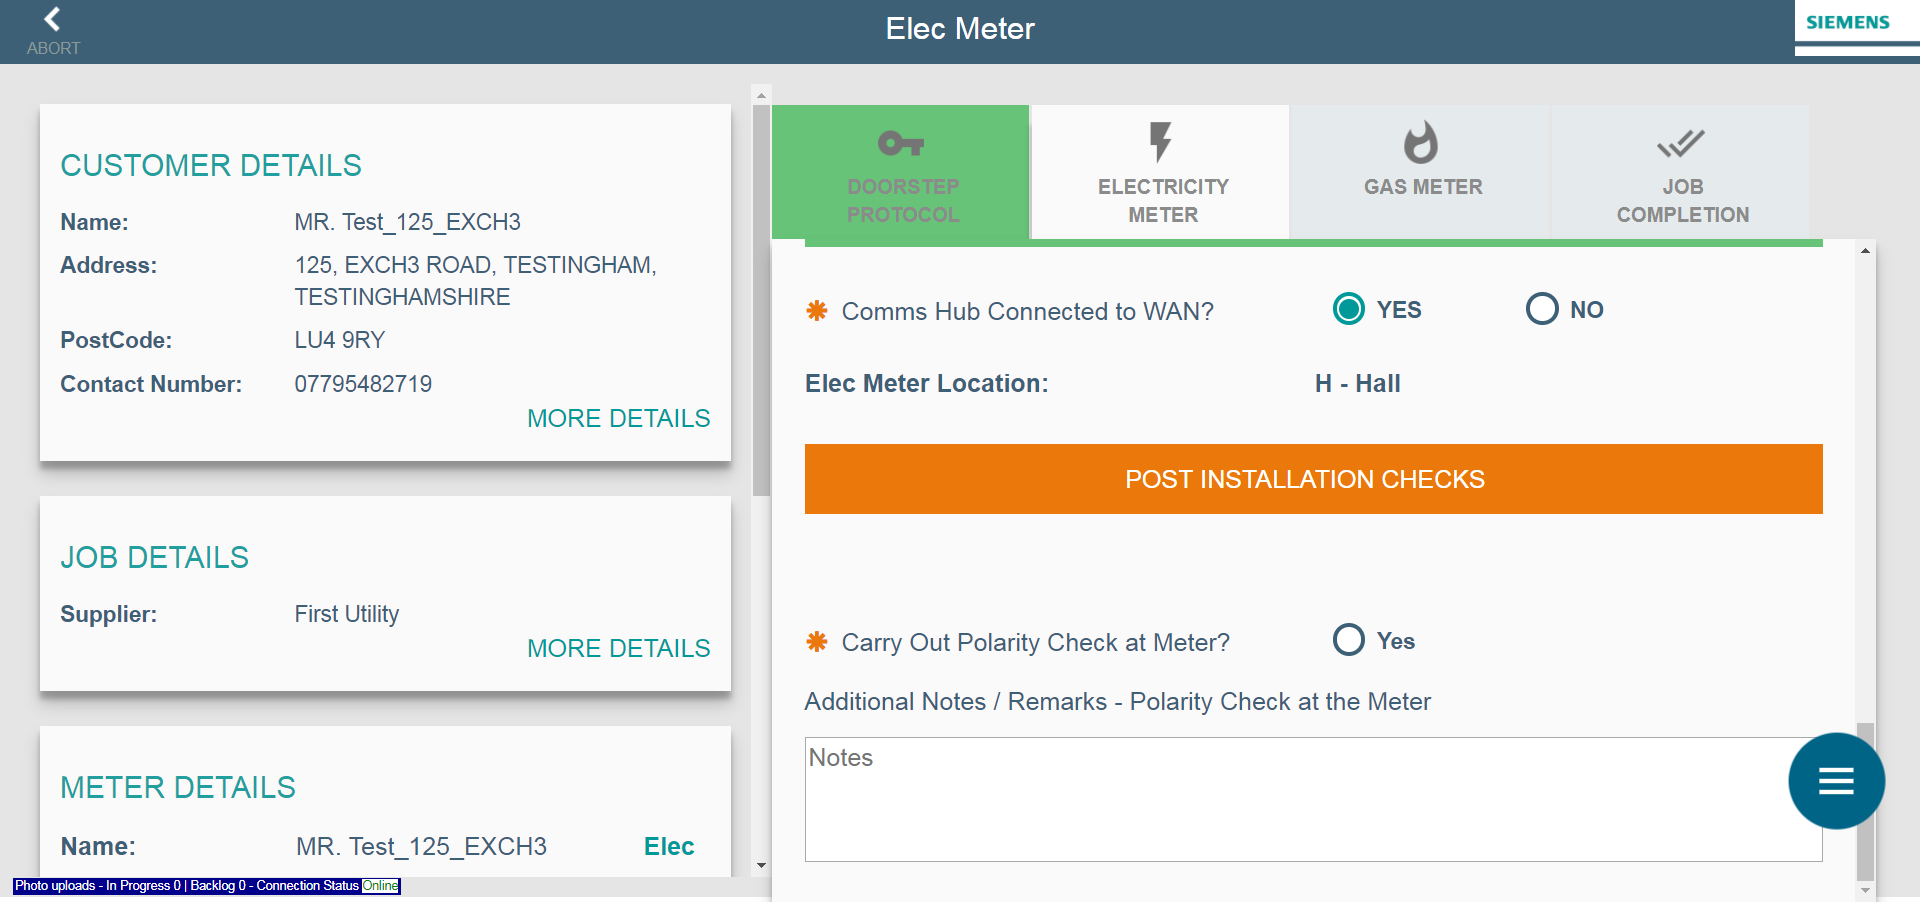 ABORT
Elec Meter
SIEMENS
CUSTOMER DETAILS
Name: MR. Test_125_EXCH3
Address: 125, EXCH3 ROAD, TESTINGHAM,
TESTINGHAMSHIRE
PostCode: LU4 9RY
Contact Number: 07795482719
MORE DETAILS
JOB DETAILS
Supplier: First Utility
MORE DETAILS
METER DETAILS
Name: MR. Test_125_EXCH3 Elec
Photo uploads - In Progress 0 | Backlog 0 - Connection Status Online
DOORSTEP
PROTOCOL
ELECTRICITY
METER
GAS METER
JOB
COMPLETION
✱ Comms Hub Connected to WAN? YES NO
Elec Meter Location: H - Hall
POST INSTALLATION CHECKS
✱ Carry Out Polarity Check at Meter? Yes
Additional Notes / Remarks - Polarity Check at the Meter
Notes